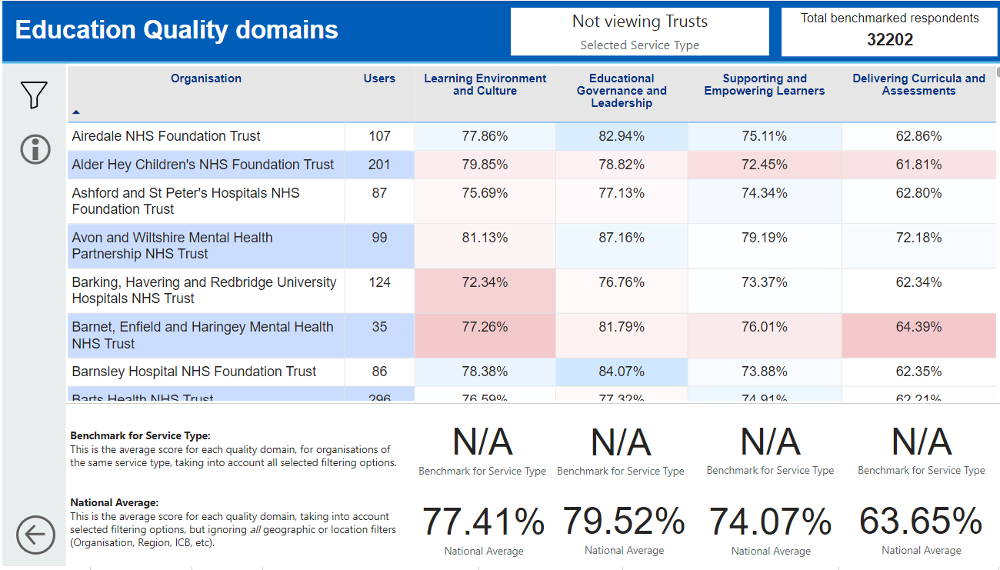 Education Quality domains
Not viewing Trusts
Selected Service Type
Total benchmarked respondents
32202
Organisation Users Learning Environment and Culture Educational Governance and Leadership Supporting and Empowering Learners Delivering Curricula and Assessments
Airedale NHS Foundation Trust 107 77.86% 82.94% 75.11% 62.86%
Alder Hey Children's NHS Foundation Trust 201 79.85% 78.82% 72.45% 61.81%
Ashford and St Peter's Hospitals NHS 87 75.69% 77.13% 74.34% 62.80%
Foundation Trust
Avon and Wiltshire Mental Health 99 81.13% 87.16% 79.19% 72.18%
Partnership NHS Trust
Barking, Havering and Redbridge University 124 72.34% 76.76% 73.37% 62.34%
Hospitals NHS Trust
Barnet, Enfield and Haringey Mental Health 35 77.26% 81.79% 76.01% 64.39%
NHS Trust
Barnsley Hospital NHS Foundation Trust 86 78.38% 84.07% 73.88% 62.35%
Barts Health NHS Trust 296 76.59% 77.32% 74.91% 62.21%
Benchmark for Service Type:
This is the average score for each quality domain, for organisations of
the same service type, taking into account all selected filtering options.
N/A N/A N/A N/A
Benchmark for Service Type Benchmark for Service Type Benchmark for Service Type Benchmark for Service Type
National Average:
This is the average score for each quality domain, taking into account
selected filtering options, but ignoring all geographic or location filters
(Organisation, Region, ICB, etc).
77.41% 79.52% 74.07% 63.65%
National Average National Average National Average National Average